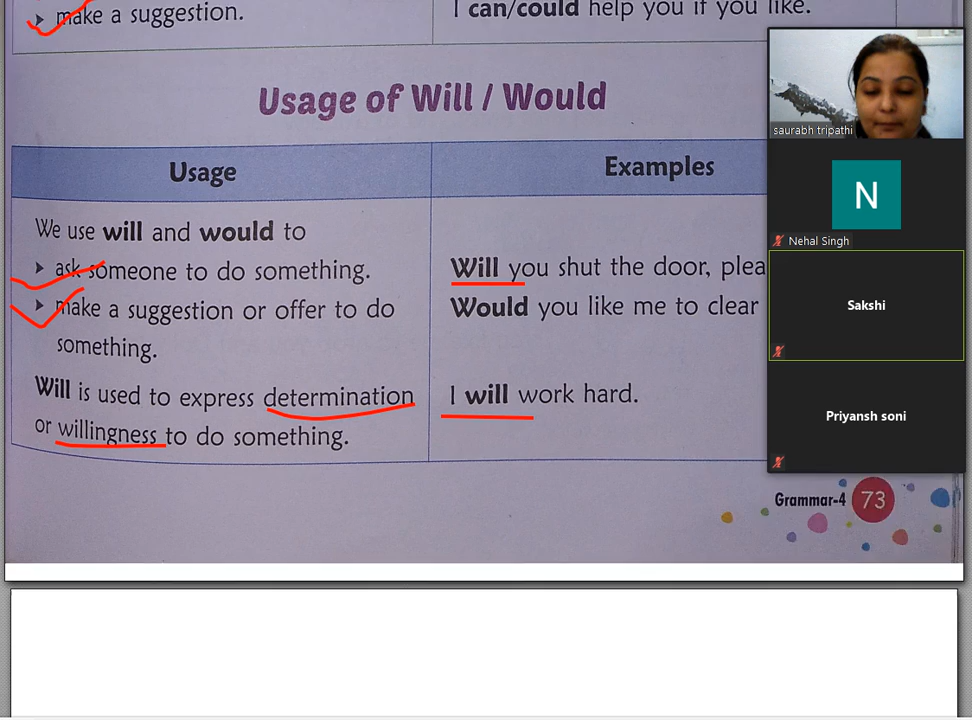 make a suggestion.
I can/could help you if you like.
Usage of Will / Would
Usage
Examples
We use will and would to
ask someone to do something.
Will you shut the door, plea
make a suggestion or offer to do
something.
Would you like me to clear
Will is used to express determination
or willingness to do something.
I will work hard.
Grammar-4 73
saurabh tripathi
N
Nehal Singh
Sakshi
Priyansh soni